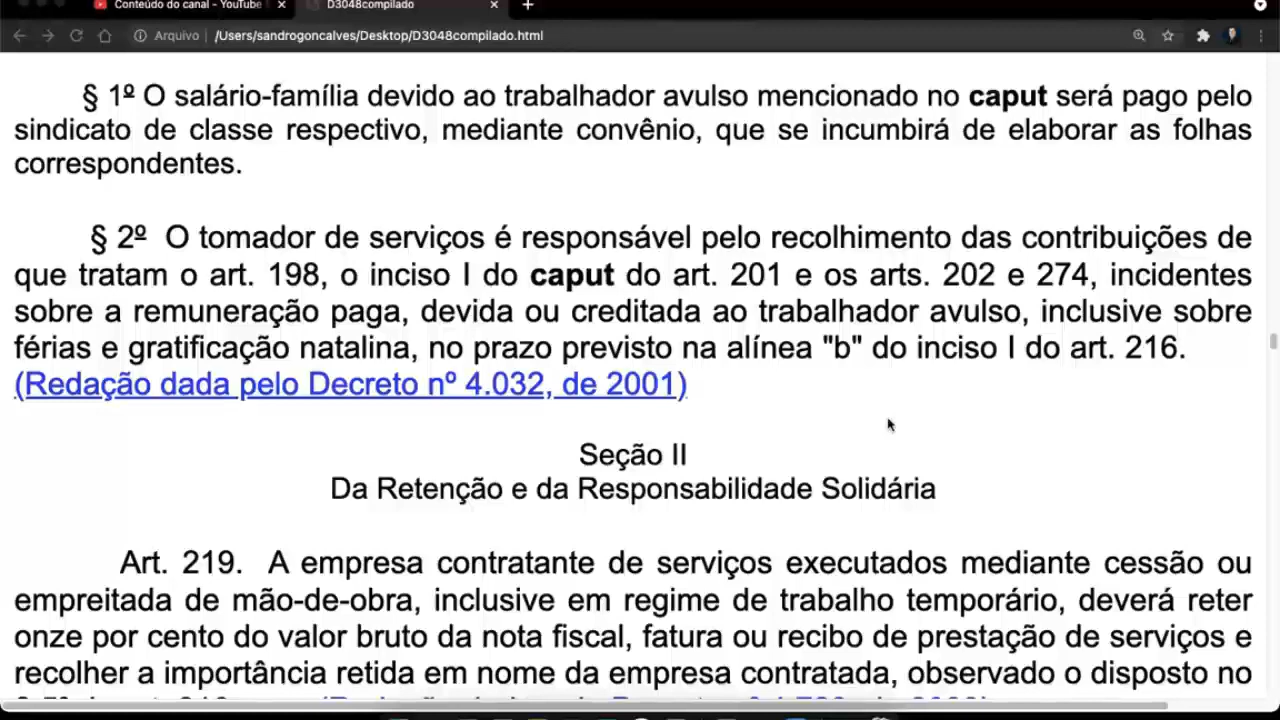 Conteúdo do canal - YouTube
D3048compilado
Arquivo | /Users/sandrogoncalves/Desktop/D3048compilado.html
§ 1º O salário-família devido ao trabalhador avulso mencionado no caput será pago pelo
sindicato de classe respectivo, mediante convênio, que se incumbirá de elaborar as folhas
correspondentes.
§ 2º O tomador de serviços é responsável pelo recolhimento das contribuições de
que tratam o art. 198, o inciso I do caput do art. 201 e os arts. 202 e 274, incidentes
sobre a remuneração paga, devida ou creditada ao trabalhador avulso, inclusive sobre
férias e gratificação natalina, no prazo previsto na alínea "b" do inciso I do art. 216.
(Redação dada pelo Decreto nº 4.032, de 2001)
Seção II
Da Retenção e da Responsabilidade Solidária
Art. 219. A empresa contratante de serviços executados mediante cessão ou
empreitada de mão-de-obra, inclusive em regime de trabalho temporário, deverá reter
onze por cento do valor bruto da nota fiscal, fatura ou recibo de prestação de serviços e
recolher a importância retida em nome da empresa contratada, observado o disposto no